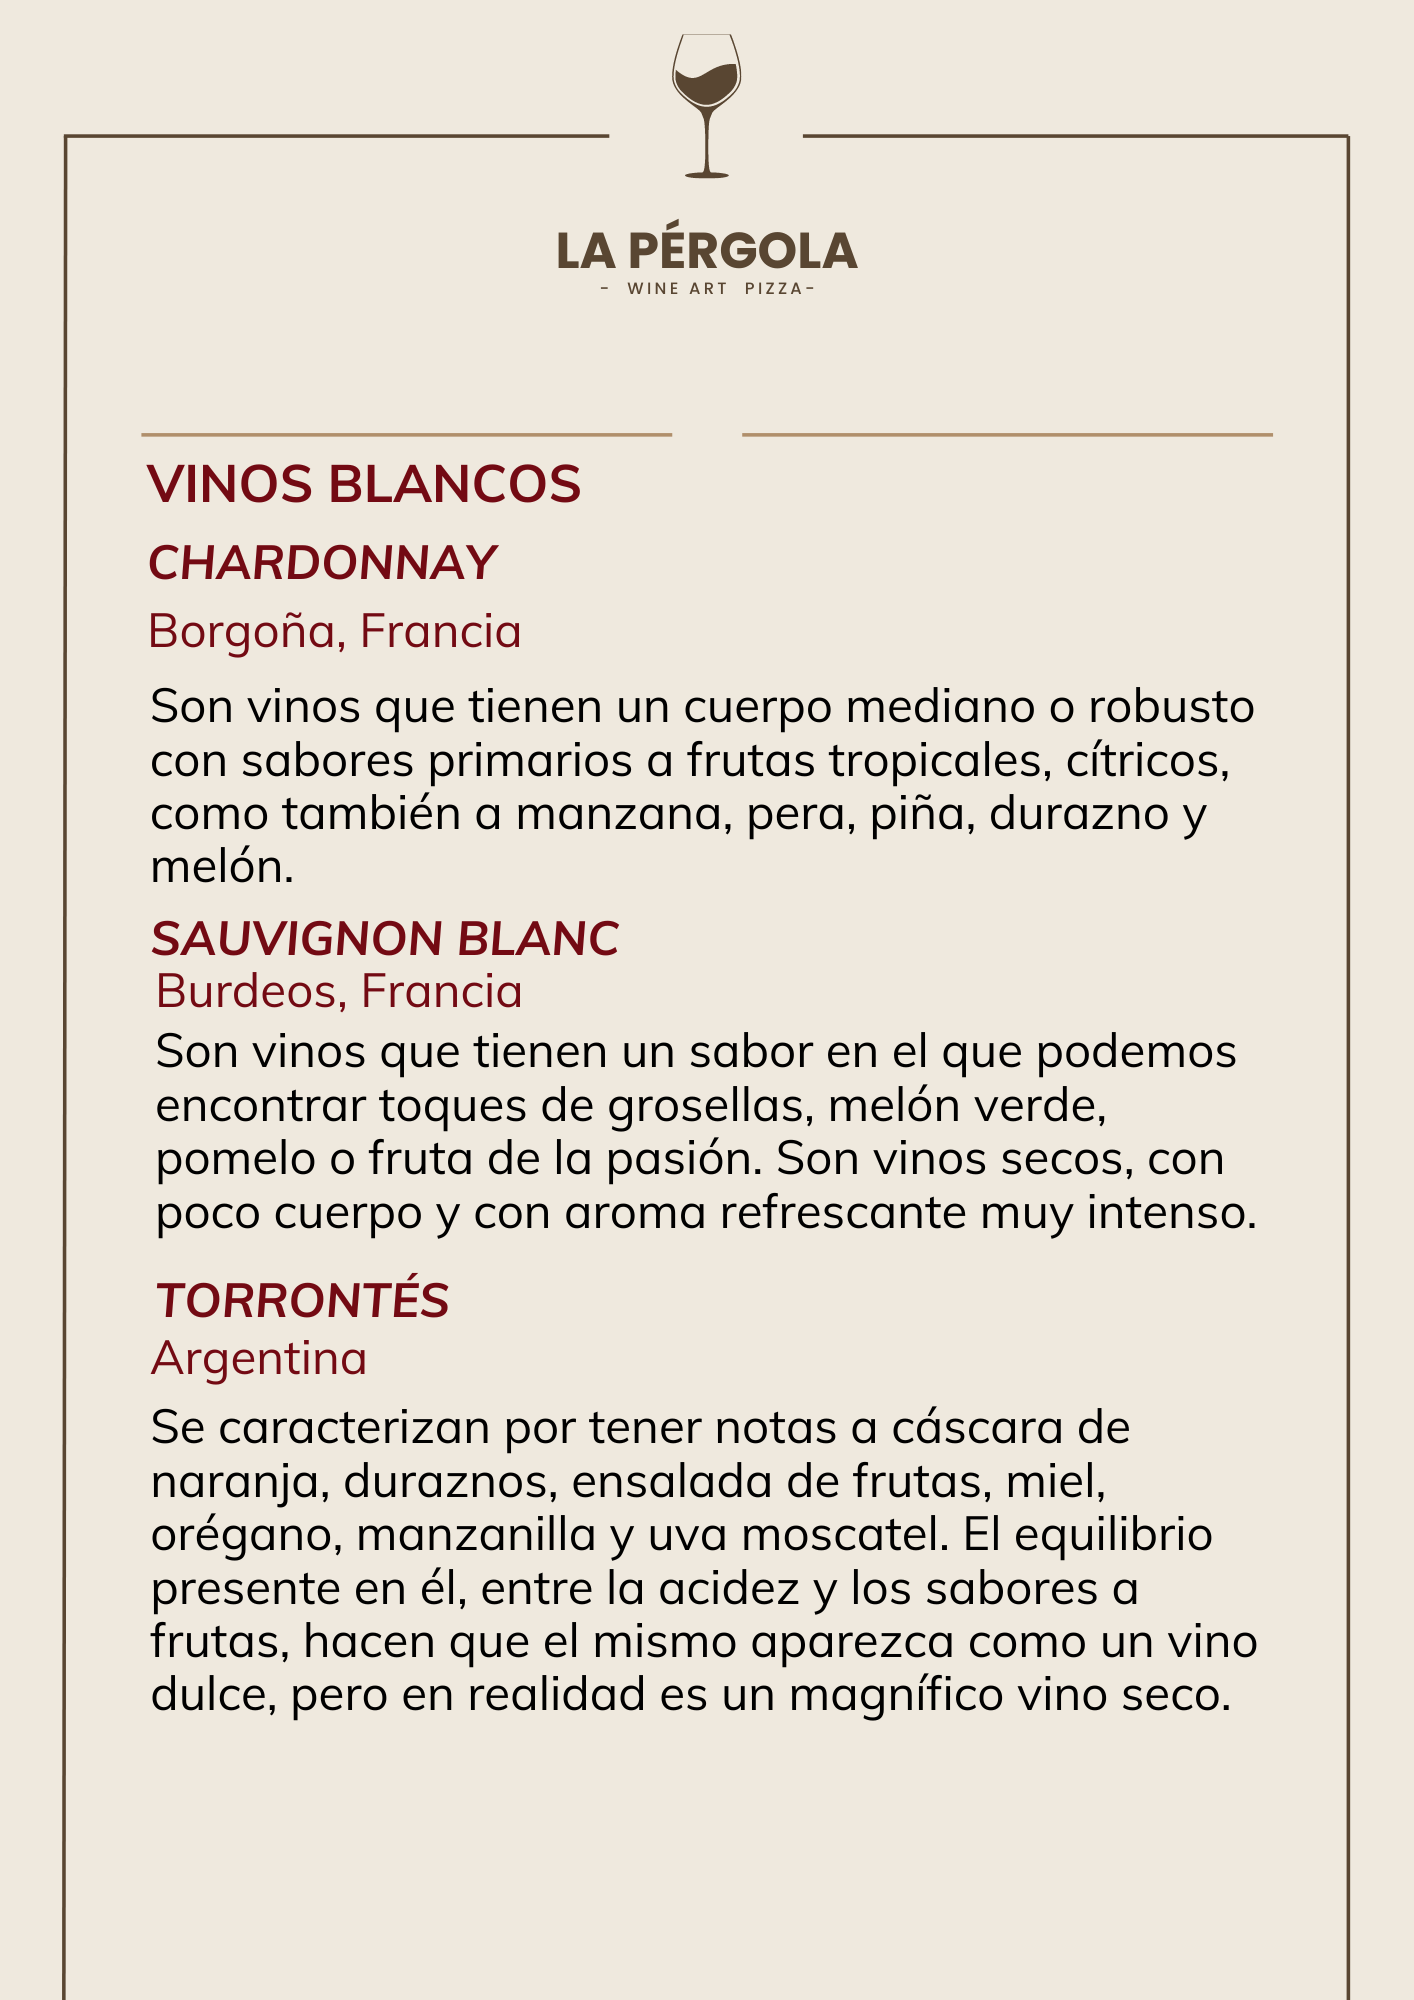 LA PÉRGOLA
- WINE ART PIZZA-
VINOS BLANCOS
CHARDONNAY
Borgoña, Francia
Son vinos que tienen un cuerpo mediano o robusto
con sabores primarios a frutas tropicales, cítricos,
como también a manzana, pera, piña, durazno y
melón.
SAUVIGNON BLANC
Burdeos, Francia
Son vinos que tienen un sabor en el que podemos
encontrar toques de grosellas, melón verde,
pomelo o fruta de la pasión. Son vinos secos, con
poco cuerpo y con aroma refrescante muy intenso.
TORRONTÉS
Argentina
Se caracterizan por tener notas a cáscara de
naranja, duraznos, ensalada de frutas, miel,
orégano, manzanilla y uva moscatel. El equilibrio
presente en él, entre la acidez y los sabores a
frutas, hacen que el mismo aparezca como un vino
dulce, pero en realidad es un magnífico vino seco.